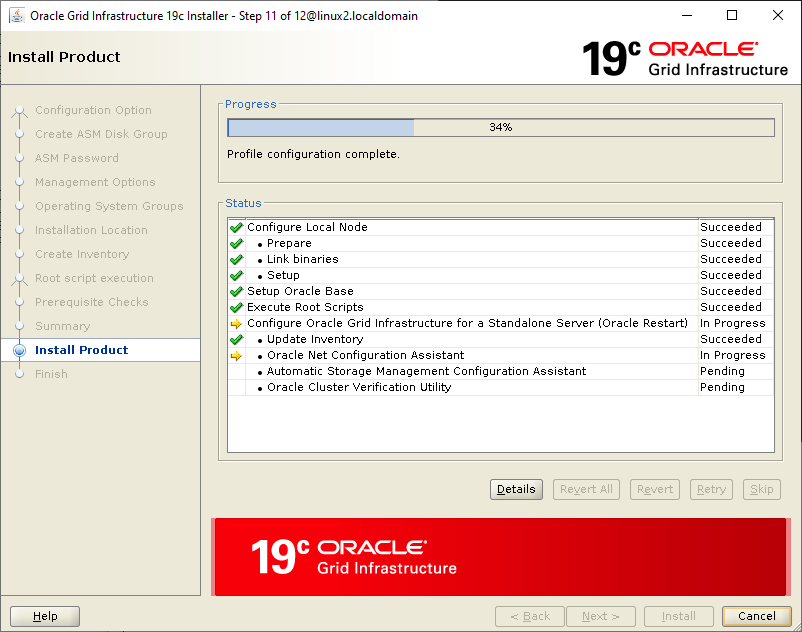 Oracle Grid Infrastructure 19c Installer - Step 11 of 12@linux2.localdomain
Install Product
19c ORACLE
Grid Infrastructure
Configuration Option
Create ASM Disk Group
ASM Password
Management Options
Operating System Groups
Installation Location
Create Inventory
Root script execution
Prerequisite Checks
Summary
Install Product
Finish
Progress
34%
Profile configuration complete.
Status
Configure Local Node Succeeded
• Prepare Succeeded
• Link binaries Succeeded
• Setup Succeeded
Setup Oracle Base Succeeded
Execute Root Scripts Succeeded
Configure Oracle Grid Infrastructure for a Standalone Server (Oracle Restart) In Progress
• Update Inventory Succeeded
• Oracle Net Configuration Assistant In Progress
• Automatic Storage Management Configuration Assistant Pending
• Oracle Cluster Verification Utility Pending
Details Revert All Revert Retry Skip
19c ORACLE
Grid Infrastructure
Help < Back Next > Install Cancel